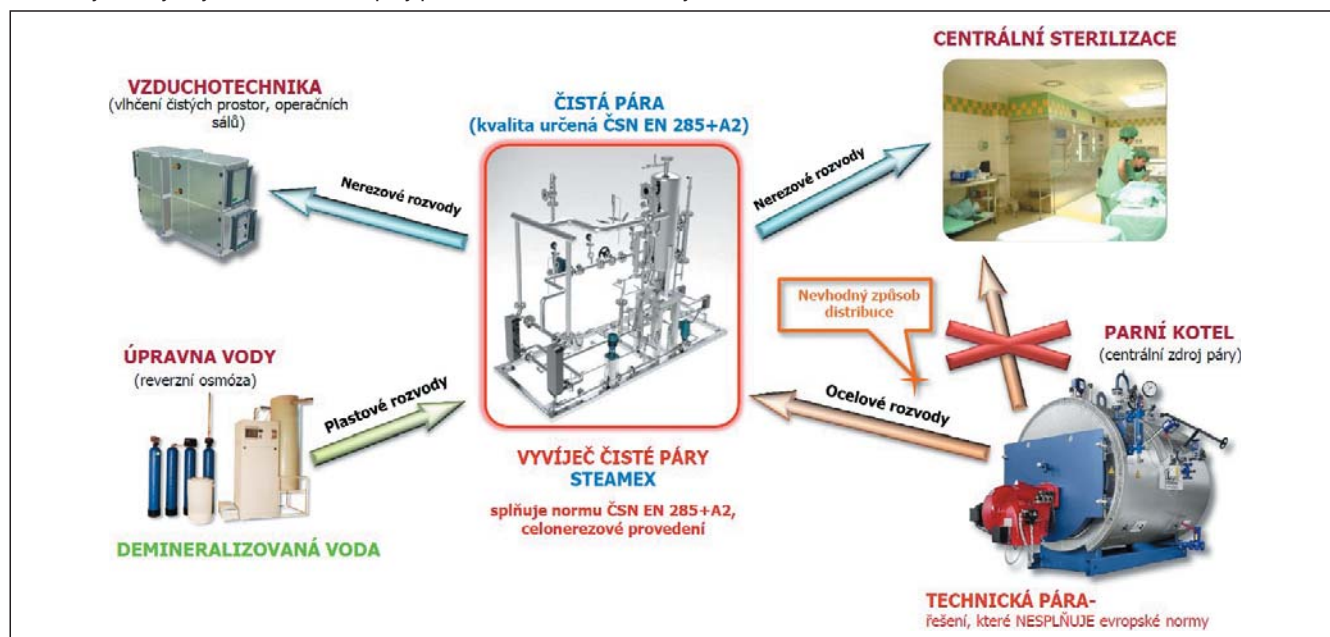 VZDUCHOTECHNIKA
(vlhčení čistých prostor, operačních
sálů)
ČISTÁ PÁRA
(kvalita určená ČSN EN 285+A2)
CENTRÁLNÍ STERILIZACE
Nerezové rozvody
Nerezové rozvody
Nevhodný způsob
distribuce
ÚPRAVNA VODY
(reverzní osmóza)
Plastové rozvody
Ocelové rozvody
PARNÍ KOTEL
(centrální zdroj páry)
VYVÍJEČ ČISTÉ PÁRY
STEAMEX
splňuje normu ČSN EN 285+A2,
celonerezové provedení
DEMINERALIZOVANÁ VODA
TECHNICKÁ PÁRA-
řešení, které NESPLŇUJE evropské normy